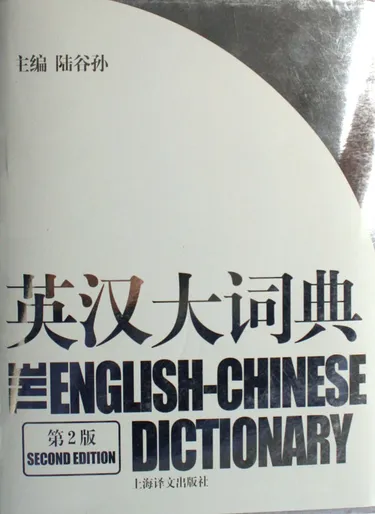 主编 陆谷孙
英汉大词典
THE ENGLISH-CHINESE
DICTIONARY
第2版
SECOND EDITION
上海译文出版社